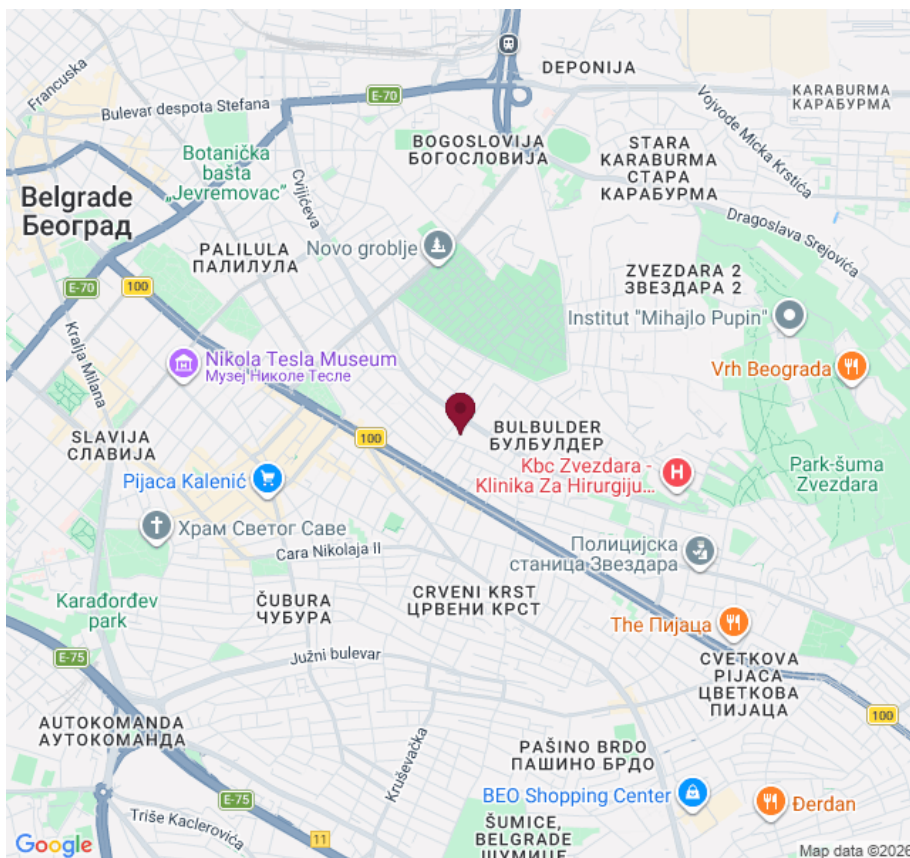 DEPONIJA
Francuska
E-70
KARABURMA
КАРАБУРМА
Bulevar despota Stefana
Vojvode Micka Krstića
BOGOSLOVIJA
БОГОСЛОВИЈА
STARA
KARABURMA
СТАРА
КАРАБУРМА
Botanička
bašta
„Jevremovac”
Cvijićeva
Belgrade
Београд
Dragoslava Srejovića
PALILULA
ПАЛИЛУЛА
Novo groblje
ZVEZDARA 2
ЗВЕЗДАРА 2
E-70
100
Institut "Mihajlo Pupin"
Kralja Milana
Nikola Tesla Museum
Музеј Николе Тесле
Vrh Beograda
SLAVIJA
СЛАВИЈА
100
BULBULDER
БУЛБУЛДЕР
Pijaca Kalenić
Kbc Zvezdara -
Klinika Za Hirurgiju...
H
Park-šuma
Zvezdara
Храм Светог Саве
Cara Nikolaja II
Полицијска
станица Звездара
Karađorđev
park
ČUBURA
ЧУБУРА
CRVENI KRST
ЦРВЕНИ КРСТ
The Пијаца
E-75
Južni bulevar
CVETKOVA
PIJACA
ЦВЕТКОВА
ПИЈАЦА
100
AUTOKOMANDA
АУТОКОМАНДА
Kruševačka
PAŠINO BRDO
ПАШИНО БРДО
E-75
BEO Shopping Center
Đerdan
Triše Kaclerovića
11
ŠUMICE,
BELGRADE
ШУМИЦЕ
Google
Map data ©2026